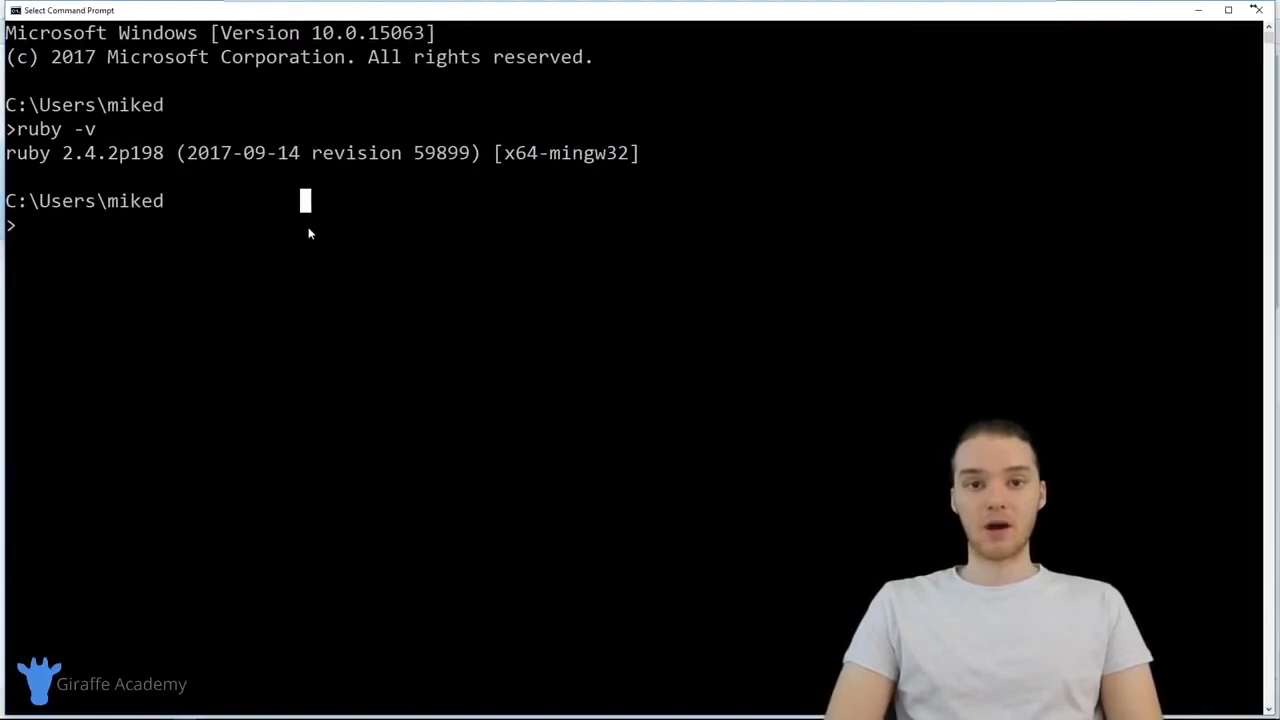 Select Command Prompt
Microsoft Windows [Version 10.0.15063]
(c) 2017 Microsoft Corporation. All rights reserved.
C:\Users\miked
>ruby -v
ruby 2.4.2p198 (2017-09-14 revision 59899) [x64-mingw32]
C:\Users\miked
>
Giraffe Academy